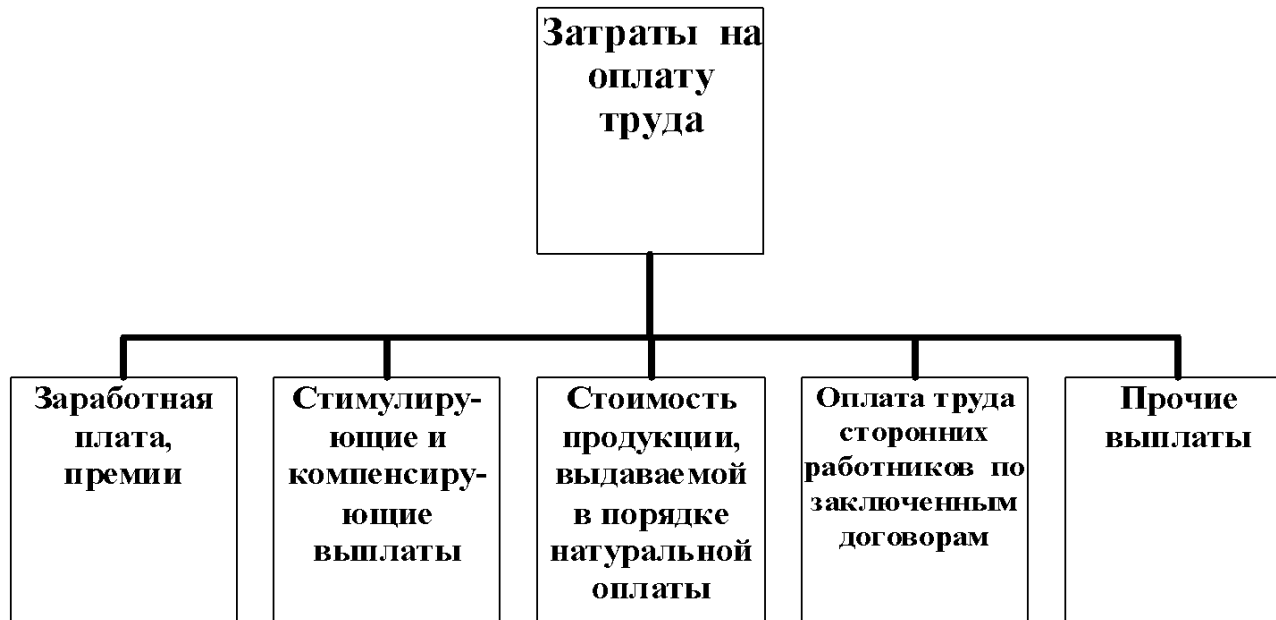 Затраты на
оплату
труда
Заработная
плата,
премии
Стимулиру-
ющие и
компенсиру-
ющие
выплаты
Стоимость
продукции,
выдаваемой
в порядке
натуральной
оплаты
Оплата труда
сторонних
работников по
заключенным
договорам
Прочие
выплаты